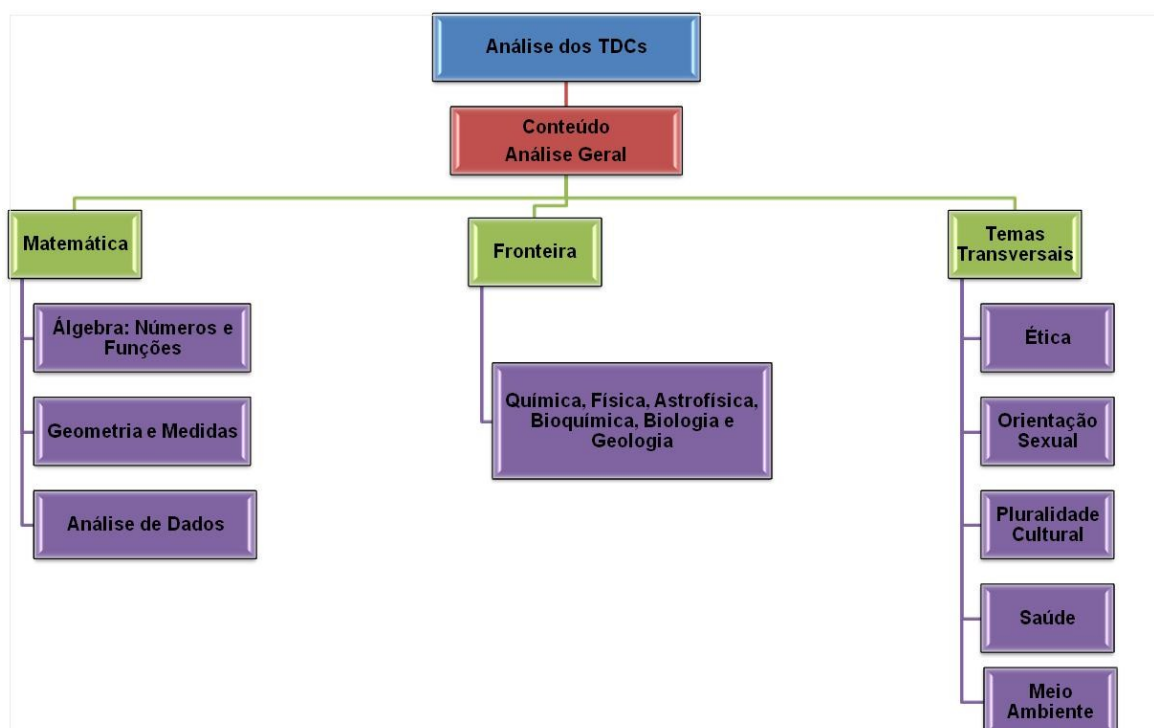 Análise dos TDCs
Conteúdo
Análise Geral
Matemática
Álgebra: Números e
Funções
Geometria e Medidas
Análise de Dados
Fronteira
Química, Física, Astrofísica,
Bioquímica, Biologia e
Geologia
Temas
Transversais
Ética
Orientação
Sexual
Pluralidade
Cultural
Saúde
Meio
Ambiente